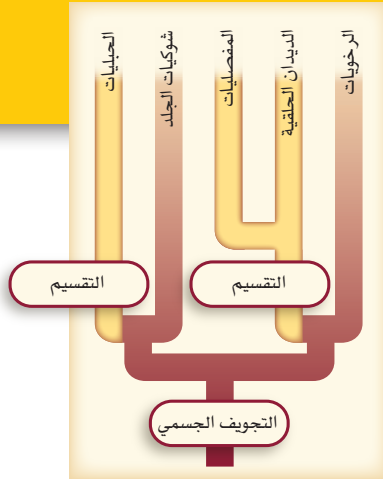 الرخويات
الديدان الحلقية
المفصليات
شوكيات الجلد
الحبليات
التقسيم
التقسيم
التجويف الجسمي